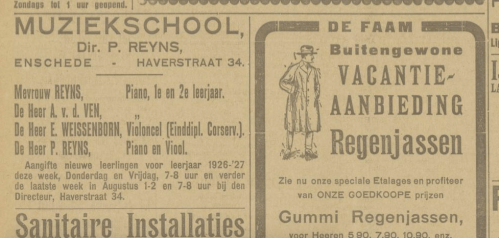 Zondags tot 1 uur geopend.
MUZIEKSCHOOL,
Dir. P. REYNS,
ENSCHEDE - HAVERSTRAAT 34.
Mevrouw REYNS, Piano, 1e en 2e leerjaar.
De Heer A. v. d. VEN, „
De Heer E. WEISSENBORN, Violoncel (Einddipl. Corserv.).
De Heer P. REYNS, Piano en Viool.
Aangifte nieuwe leerlingen voor leerjaar 1926-'27
deze week, Donderdag en Vrijdag, 7-8 uur en verder
de laatste week in Augustus 1-2 en 7-8 uur bij den
Directeur, Haverstraat 34.
Sanitaire Installaties
DE FAAM
Buitengewone
VACANTIE-
AANBIEDING
Regenjassen
Zie nu onze speciale Etalages en profiteer
van ONZE GOEDKOOPE prijzen
Gummi Regenjassen,
voor Heeren 5.90, 7.90, 10.90, enz.